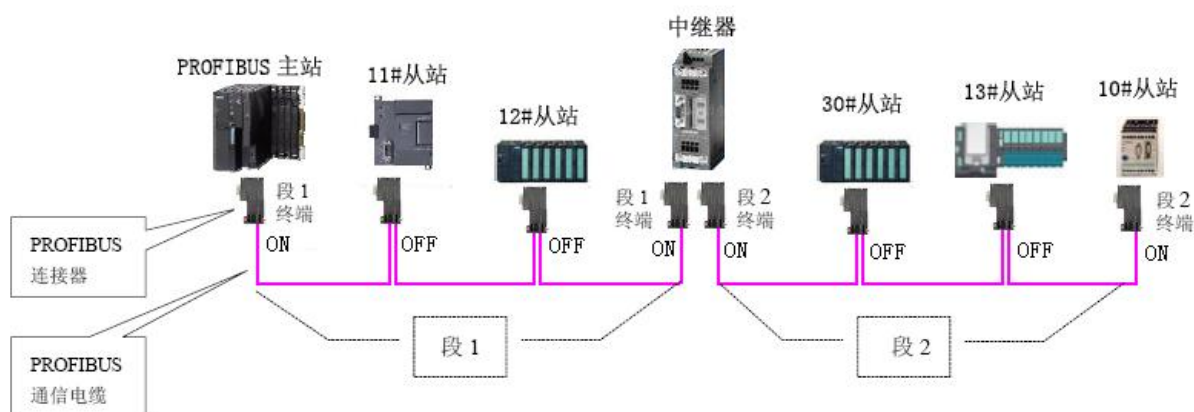 中继器
PROFIBUS 主站
11#从站
12#从站
30#从站
13#从站
10#从站
段 1
终端
段 1
终端
段 2
终端
段 2
终端
ON
OFF
OFF
ON
ON
OFF
OFF
ON
PROFIBUS
连接器
段 1
段 2
PROFIBUS
通信电缆